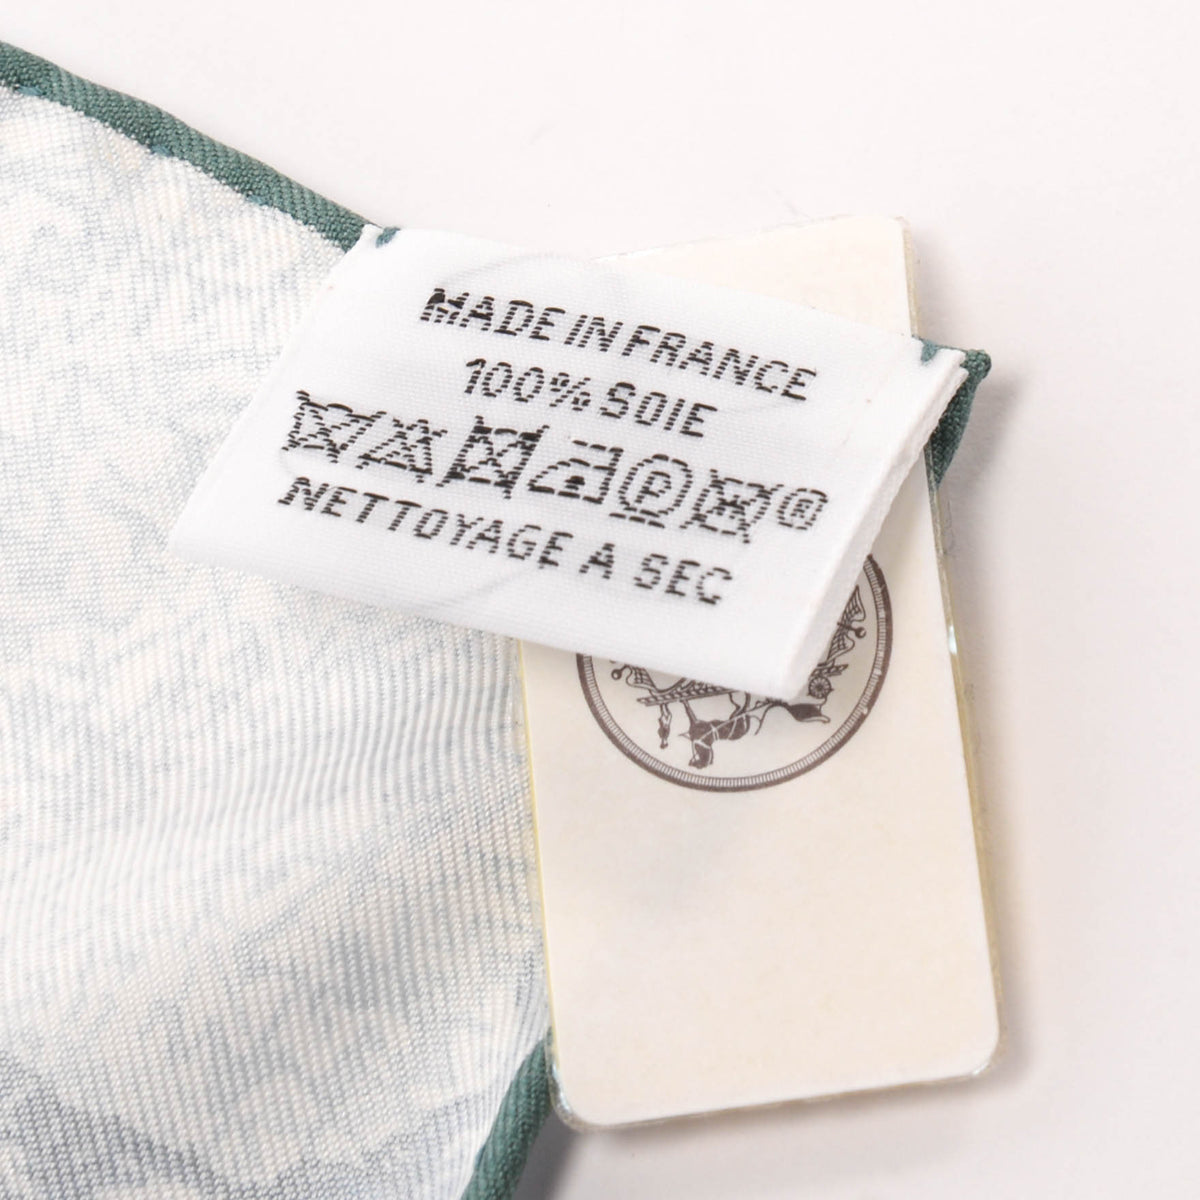 MADE IN FRANCE
100% SOIE
P ®
NETTOYAGE A SEC